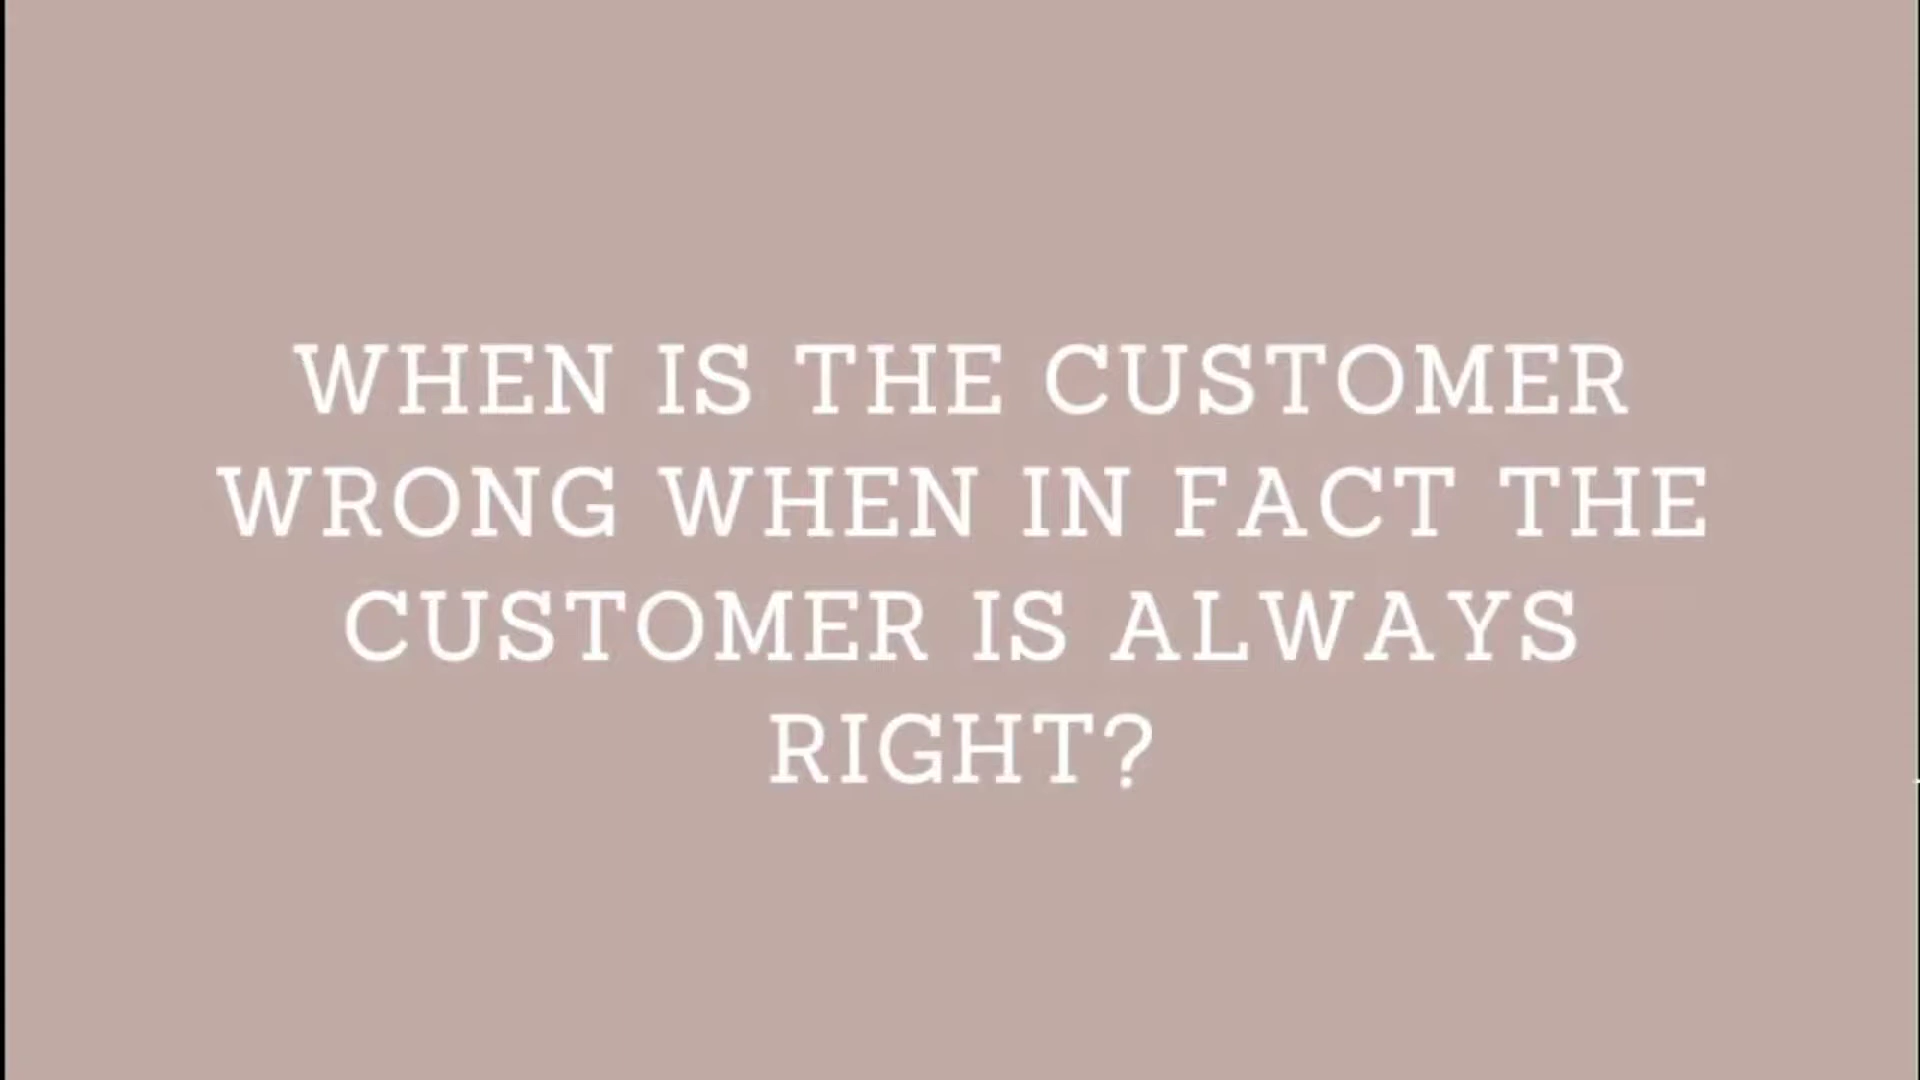 WHEN IS THE CUSTOMER
WRONG WHEN IN FACT THE
CUSTOMER IS ALWAYS
RIGHT?